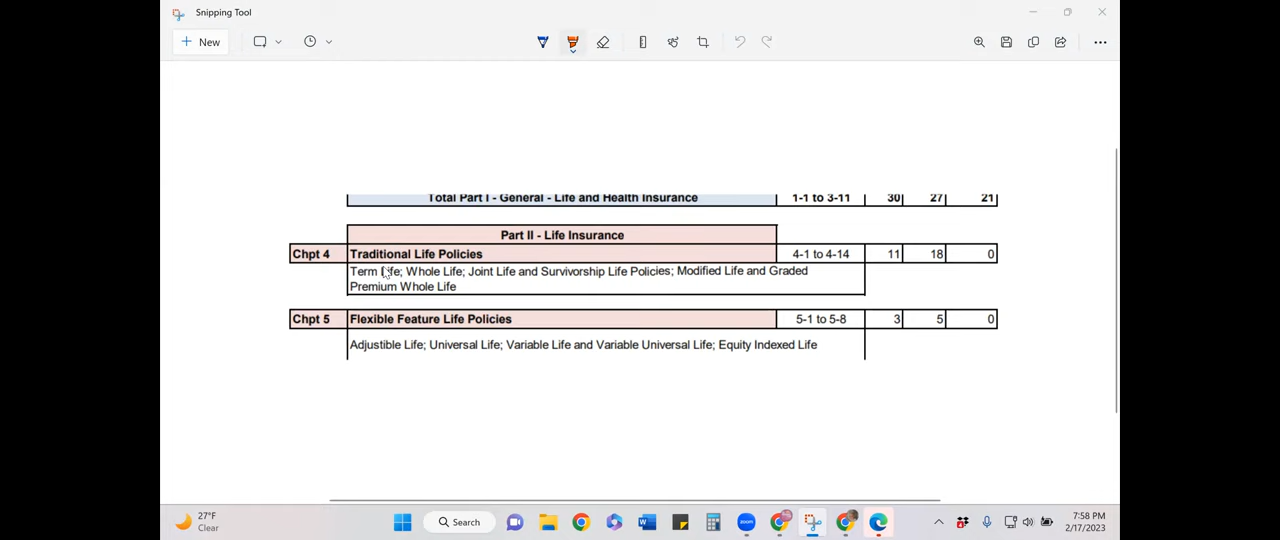 Snipping Tool
New
Total Part I - General - Life and Health Insurance 1-1 to 3-11 30 27 21
Part II - Life Insurance
Chpt 4 Traditional Life Policies 4-1 to 4-14 11 18 0
Term Life; Whole Life; Joint Life and Survivorship Life Policies; Modified Life and Graded
Premium Whole Life
Chpt 5 Flexible Feature Life Policies 5-1 to 5-8 3 5 0
Adjustible Life; Universal Life; Variable Life and Variable Universal Life; Equity Indexed Life
27°F
Clear
Search
zoom
7:58 PM
2/17/2023